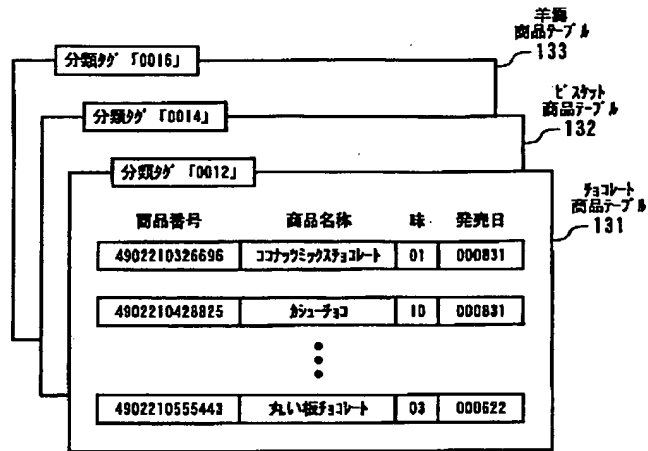 羊羹
商品テーブル
133
分類タグ「0016」
ビスケット
商品テーブル
132
分類タグ「0014」
チョコレート
商品テーブル
131
分類タグ「0012」
商品番号 商品名称 味 発売日
4902210326696 ココナッツミックスチョコレート 01 000831
4902210428825 カシューチョコ 10 000831
4902210555443 丸い板チョコレート 03 000622